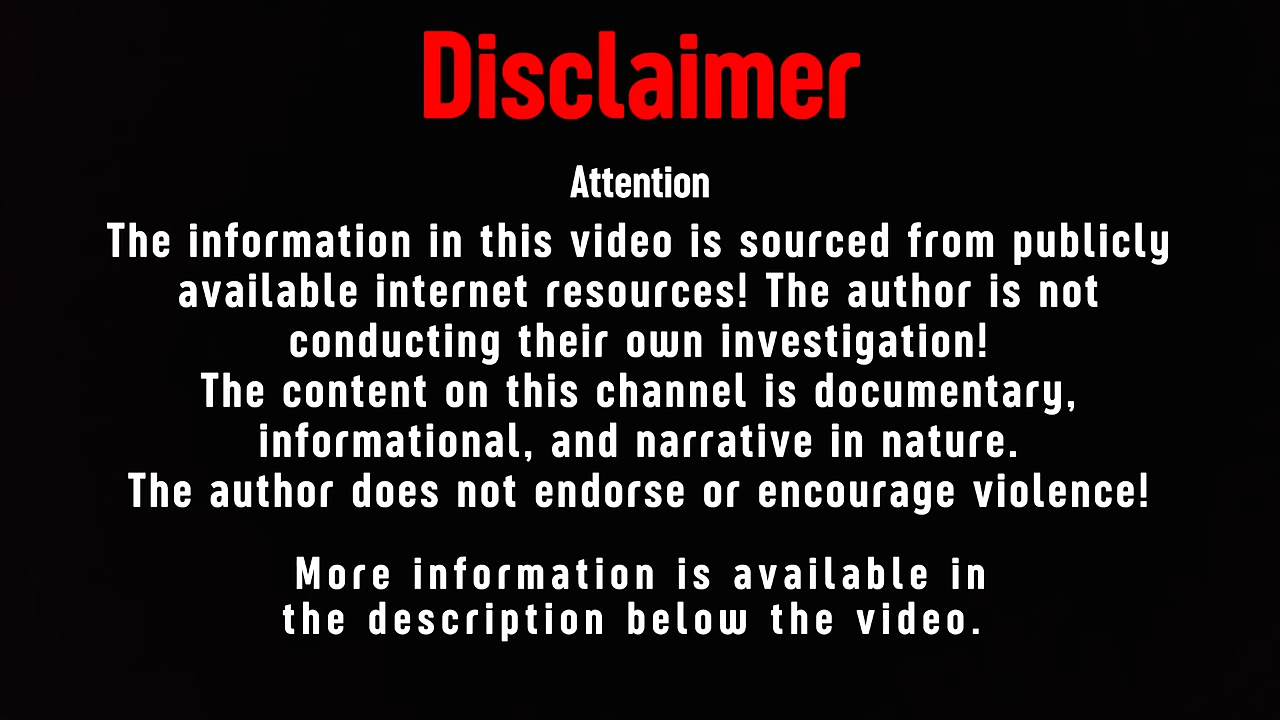 Disclaimer
Attention
The information in this video is sourced from publicly
available internet resources! The author is not
conducting their own investigation!
The content on this channel is documentary,
informational, and narrative in nature.
The author does not endorse or encourage violence!
More information is available in
the description below the video.